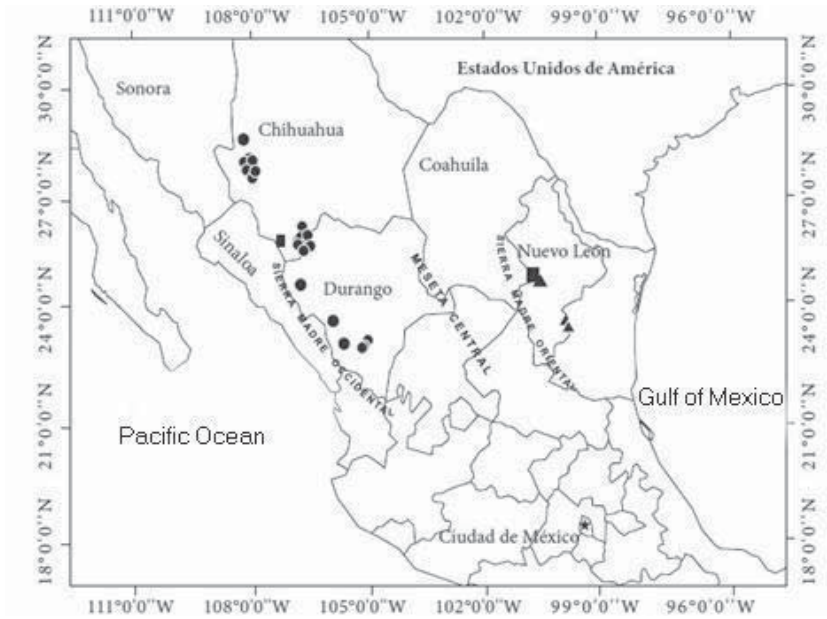 111°0'0"W 108°0'0"W 105°0'0"W 102°0'0"W 99°0'0"W 96°0'0"W
30°0'0"N
27°0'0"N
24°0'0"N
21°0'0"N
18°0'0"N
Estados Unidos de América
Sonora
Chihuahua
Coahuila
Sinaloa
Durango
Nuevo León
SIERRA MADRE OCCIDENTAL
MESETA CENTRAL
SIERRA MADRE ORIENTAL
Gulf of Mexico
Pacific Ocean
Ciudad de México
30°0'0"N
27°0'0"N
24°0'0"N
21°0'0"N
18°0'0"N
111°0'0"W 108°0'0"W 105°0'0"W 102°0'0"W 99°0'0"W 96°0'0"W